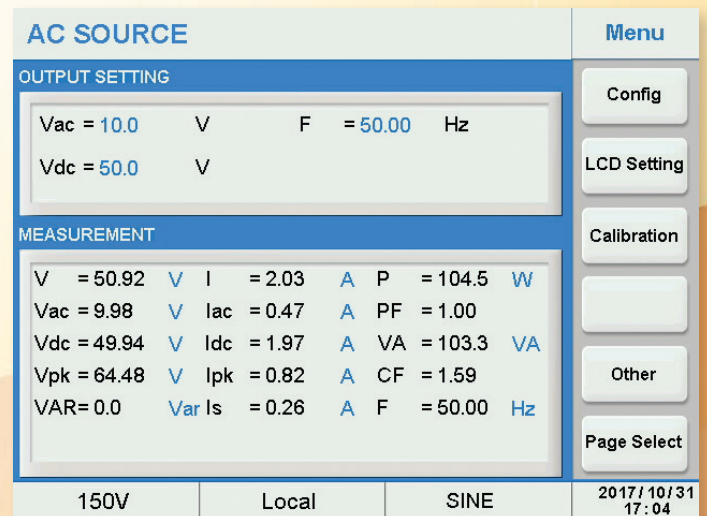 AC SOURCE
Menu
OUTPUT SETTING
Vac = 10.0 V F = 50.00 Hz
Vdc = 50.0 V
MEASUREMENT
V = 50.92 V I = 2.03 A P = 104.5 W
Vac = 9.98 V Iac = 0.47 A PF = 1.00
Vdc = 49.94 V Idc = 1.97 A VA = 103.3 VA
Vpk = 64.48 V Ipk = 0.82 A CF = 1.59
VAR= 0.0 Var Is = 0.26 A F = 50.00 Hz
Config
LCD Setting
Calibration
Other
Page Select
150V
Local
SINE
2017/10/31
17:04